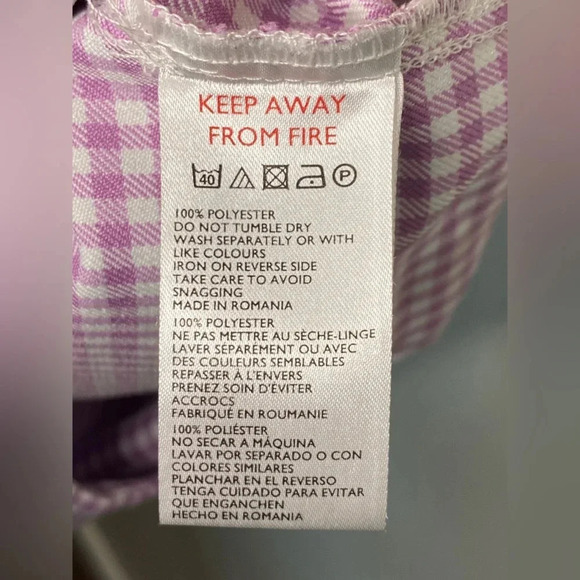 KEEP AWAY
FROM FIRE
40 P
100% POLYESTER
DO NOT TUMBLE DRY
WASH SEPARATELY OR WITH
LIKE COLOURS
IRON ON REVERSE SIDE
TAKE CARE TO AVOID
SNAGGING
MADE IN ROMANIA
100% POLYESTER
NE PAS METTRE AU SÈCHE-LINGE
LAVER SÉPARÉMENT OU AVEC
DES COULEURS SEMBLABLES
REPASSER À L'ENVERS
PRENEZ SOIN D'ÉVITER
ACCROCS
FABRIQUÉ EN ROUMANIE
100% POLIÉSTER
NO SECAR A MÁQUINA
LAVAR POR SEPARADO O CON
COLORES SIMILARES
PLANCHAR EN EL REVERSO
TENGA CUIDADO PARA EVITAR
QUE ENGANCHEN
HECHO EN ROMANIA